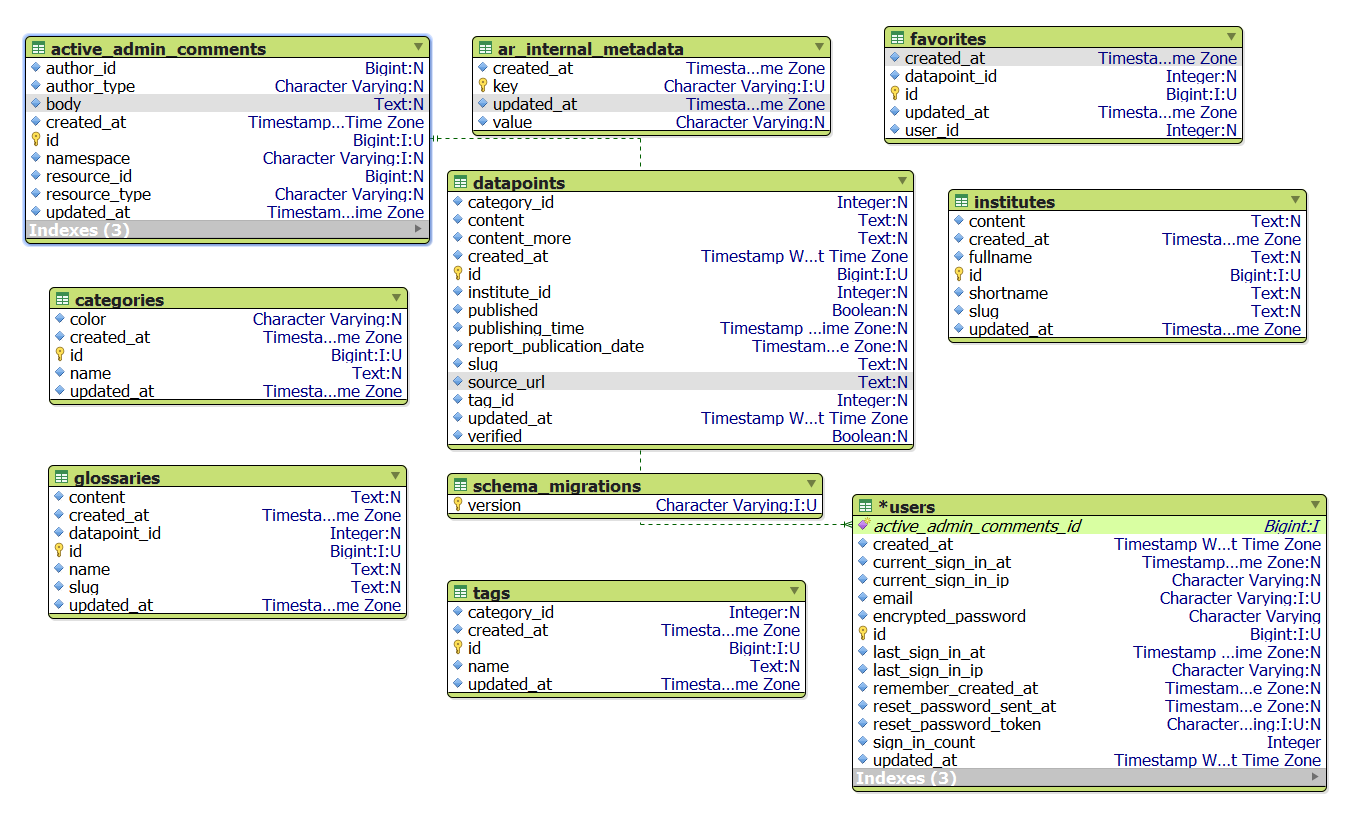 active_admin_comments
author_id Bigint:N
author_type Character Varying:N
body Text:N
created_at Timestamp...Time Zone
id Bigint:I:U
namespace Character Varying:I:N
resource_id Bigint:N
resource_type Character Varying:N
updated_at Timestam...ime Zone
Indexes (3)
ar_internal_metadata
created_at Timesta...me Zone
key Character Varying:I:U
updated_at Timesta...me Zone
value Character Varying:N
favorites
created_at Timesta...me Zone
datapoint_id Integer:N
id Bigint:I:U
updated_at Timesta...me Zone
user_id Integer:N
datapoints
category_id Integer:N
content Text:N
content_more Text:N
created_at Timestamp W...t Time Zone
id Bigint:I:U
institute_id Integer:N
published Boolean:N
publishing_time Timestamp ...ime Zone:N
report_publication_date Timestam...e Zone:N
slug Text:N
source_url Text:N
tag_id Integer:N
updated_at Timestamp W...t Time Zone
verified Boolean:N
institutes
content Text:N
created_at Timesta...me Zone
fullname Text:N
id Bigint:I:U
shortname Text:N
slug Text:N
updated_at Timesta...me Zone
categories
color Character Varying:N
created_at Timesta...me Zone
id Bigint:I:U
name Text:N
updated_at Timesta...me Zone
glossaries
content Text:N
created_at Timesta...me Zone
datapoint_id Integer:N
id Bigint:I:U
name Text:N
slug Text:N
updated_at Timesta...me Zone
schema_migrations
version Character Varying:I:U
tags
category_id Integer:N
created_at Timesta...me Zone
id Bigint:I:U
name Text:N
updated_at Timesta...me Zone
*users
active_admin_comments_id Bigint:I
created_at Timestamp W...t Time Zone
current_sign_in_at Timestamp...me Zone:N
current_sign_in_ip Character Varying:N
email Character Varying:I:U
encrypted_password Character Varying
id Bigint:I:U
last_sign_in_at Timestamp ...ime Zone:N
last_sign_in_ip Character Varying:N
remember_created_at Timestam...e Zone:N
reset_password_sent_at Timestam...e Zone:N
reset_password_token Character...ing:I:U:N
sign_in_count Integer
updated_at Timestamp W...t Time Zone
Indexes (3)